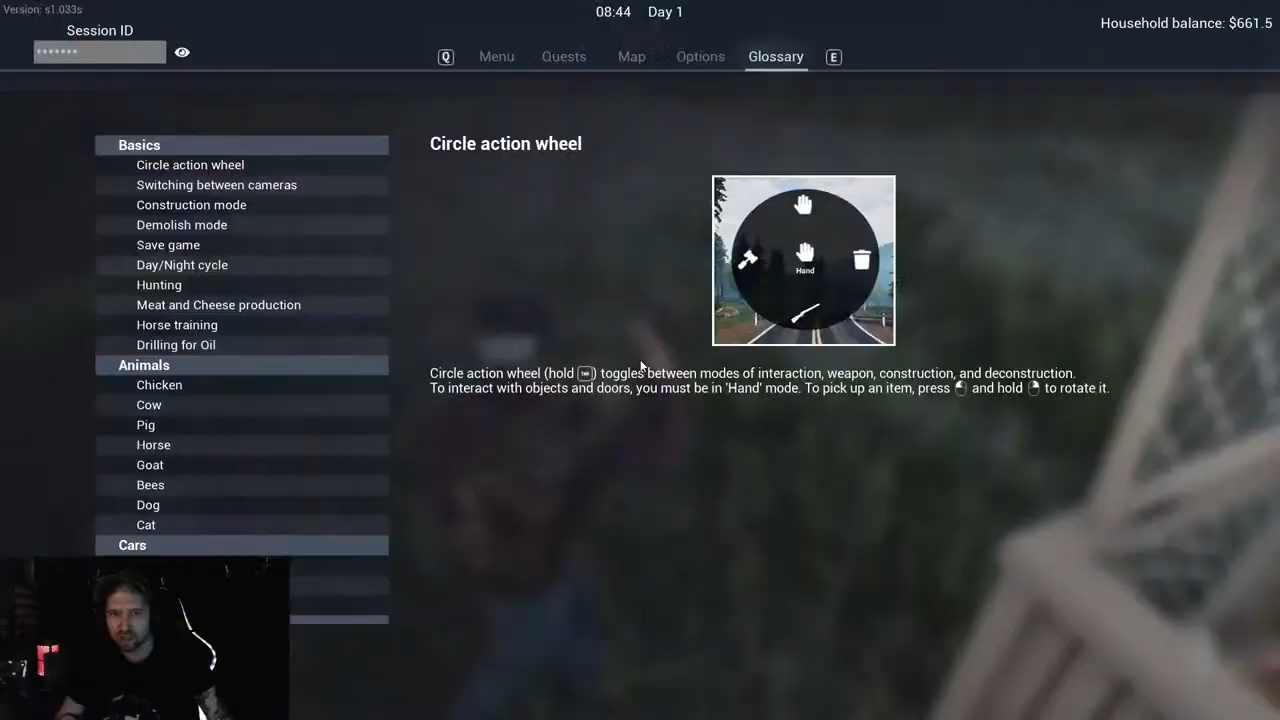 Version: s1.033s
08:44 Day 1
Session ID
Household balance: $661.5
*******
Q Menu Quests Map Options Glossary E
Basics
Circle action wheel
Switching between cameras
Construction mode
Demolish mode
Save game
Day/Night cycle
Hunting
Meat and Cheese production
Horse training
Drilling for Oil
Animals
Chicken
Cow
Pig
Horse
Goat
Bees
Dog
Cat
Cars
Circle action wheel
Hand
Circle action wheel (hold Tab) toggles between modes of interaction, weapon, construction, and deconstruction.
To interact with objects and doors, you must be in 'Hand' mode. To pick up an item, press and hold to rotate it.